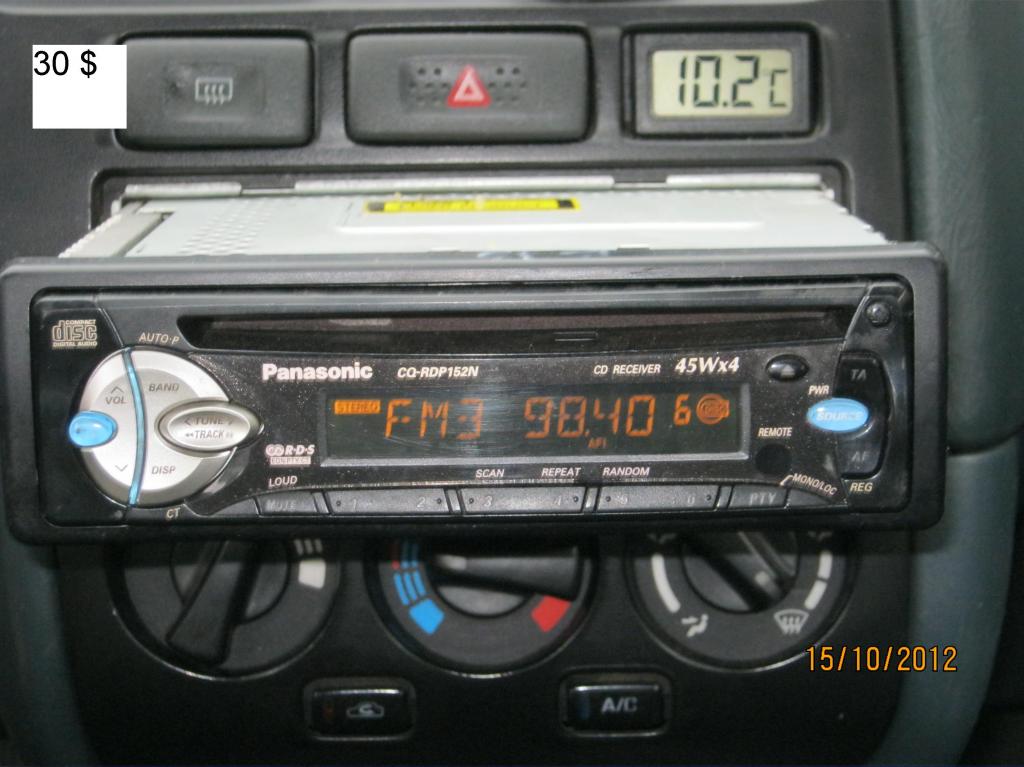 30 $
10.2°C
COMPACT
disc
DIGITAL AUDIO
AUTO·P
Panasonic CQ-RDP152N CD RECEIVER 45Wx4
TA
PWR
SOURCE
BAND
VOL
TUNE
TRACK
DISP
CT
STEREO FM3 98.40 6
AF
R·D·S
REMOTE
AF
LOUD SCAN REPEAT RANDOM MONO/LOC REG
MUTE 1 2 3 4 5 6 PTY
15/10/2012
A/C